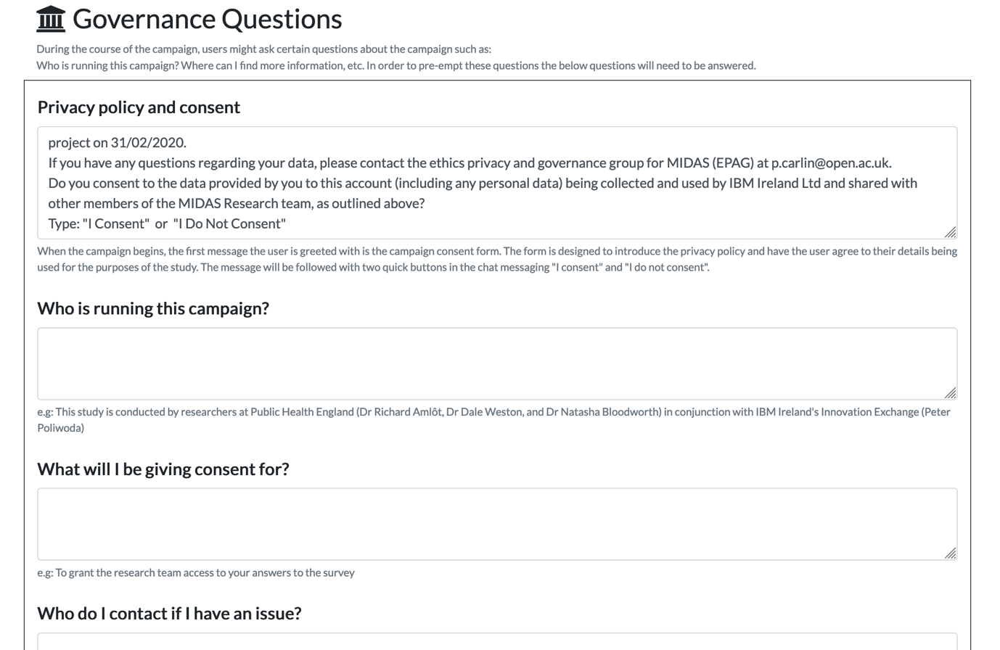 Governance Questions
During the course of the campaign, users might ask certain questions about the campaign such as:
Who is running this campaign? Where can I find more information, etc. In order to pre-empt these questions the below questions will need to be answered.
Privacy policy and consent
project on 31/02/2020.
If you have any questions regarding your data, please contact the ethics privacy and governance group for MIDAS (EPAG) at p.carlin@open.ac.uk.
Do you consent to the data provided by you to this account (including any personal data) being collected and used by IBM Ireland Ltd and shared with
other members of the MIDAS Research team, as outlined above?
Type: "I Consent"  or  "I Do Not Consent"
When the campaign begins, the first message the user is greeted with is the campaign consent form. The form is designed to introduce the privacy policy and have the user agree to their details being
used for the purposes of the study. The message will be followed with two quick buttons in the chat messaging "I consent" and "I do not consent".
Who is running this campaign?
e.g: This study is conducted by researchers at Public Health England (Dr Richard Amlôt, Dr Dale Weston, and Dr Natasha Bloodworth) in conjunction with IBM Ireland's Innovation Exchange (Peter
Poliwoda)
What will I be giving consent for?
e.g: To grant the research team access to your answers to the survey
Who do I contact if I have an issue?